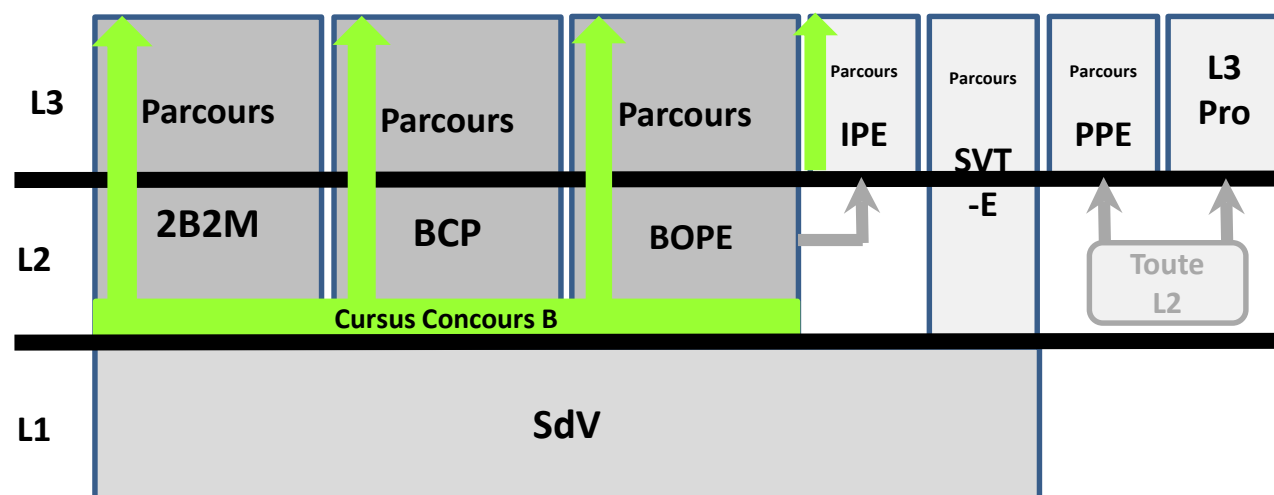 L3
Parcours
Parcours
Parcours
Parcours
IPE
Parcours
SVT
-E
Parcours
PPE
L3
Pro
L2
2B2M
BCP
BOPE
Toute
L2
Cursus Concours B
L1
SdV